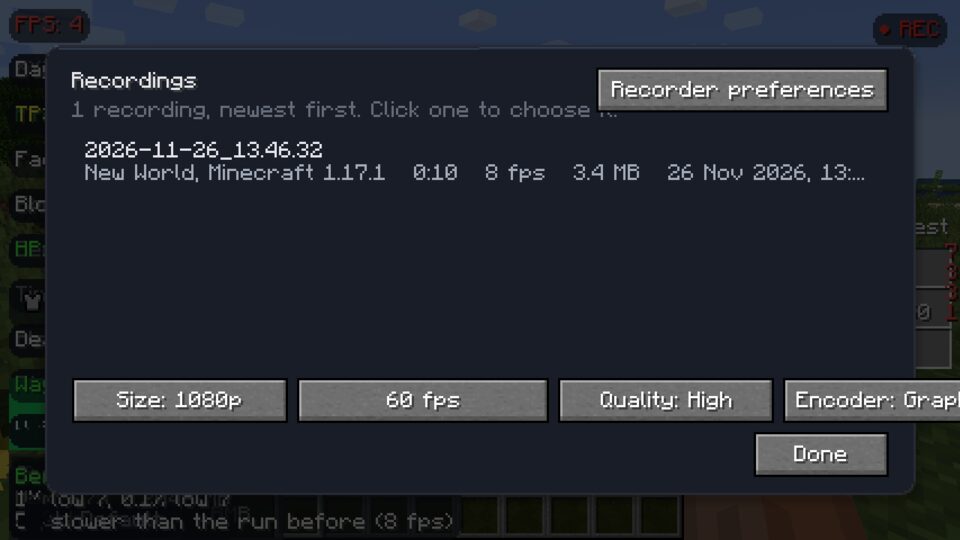 FPS: 4
REC
Recordings
Recorder preferences
1 recording, newest first. Click one to choose
2026-11-26_13.46.32
New World, Minecraft 1.17.1 0:10 8 fps 3.4 MB 26 Nov 2026, 13:...
Size: 1080p
60 fps
Quality: High
Encoder: Grap
Done
slower than the run before (8 fps)